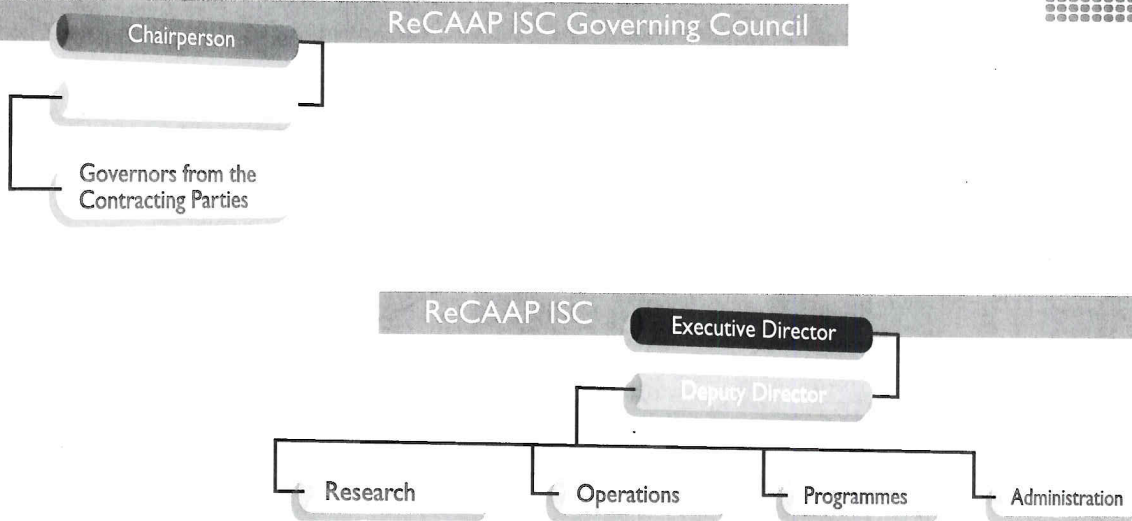 ReCAAP ISC Governing Council
Chairperson
Governors from the
Contracting Parties
ReCAAP ISC
Executive Director
Deputy Director
Research
Operations
Programmes
Administration